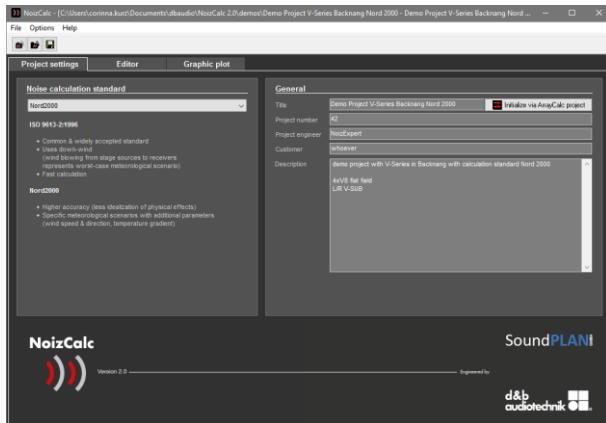 NoizCalc - [C:\Users\corinna.kurz\Documents\dbaudio\NoizCalc 2.0\demos\Demo Project V-Series Backnang Nord 2000 - Demo Project V-Series Backnang Nord ...
File Options Help
Project settings Editor Graphic plot
Noise calculation standard
Nord2000
ISO 9613-2:1996
• Common & widely accepted standard
• Uses down-wind
(wind blowing from stage sources to receivers
represents worst-case meteorological scenario)
• Fast calculation
Nord2000
• Higher accuracy (less idealization of physical effects)
• Specific meteorological scenarios with additional parameters
(wind speed & direction, temperature gradient)
General
Title Demo Project V-Series Backnang Nord 2000 Initialize via ArrayCalc project
Project number 42
Project engineer NoizExpert
Customer whoever
Description demo project with V-Series in Backnang with calculation standard Nord 2000
4xV8 flat field
L/R V-SUB
NoizCalc
Version 2.0
SoundPLAN
Engineered by
d&b
audiotechnik